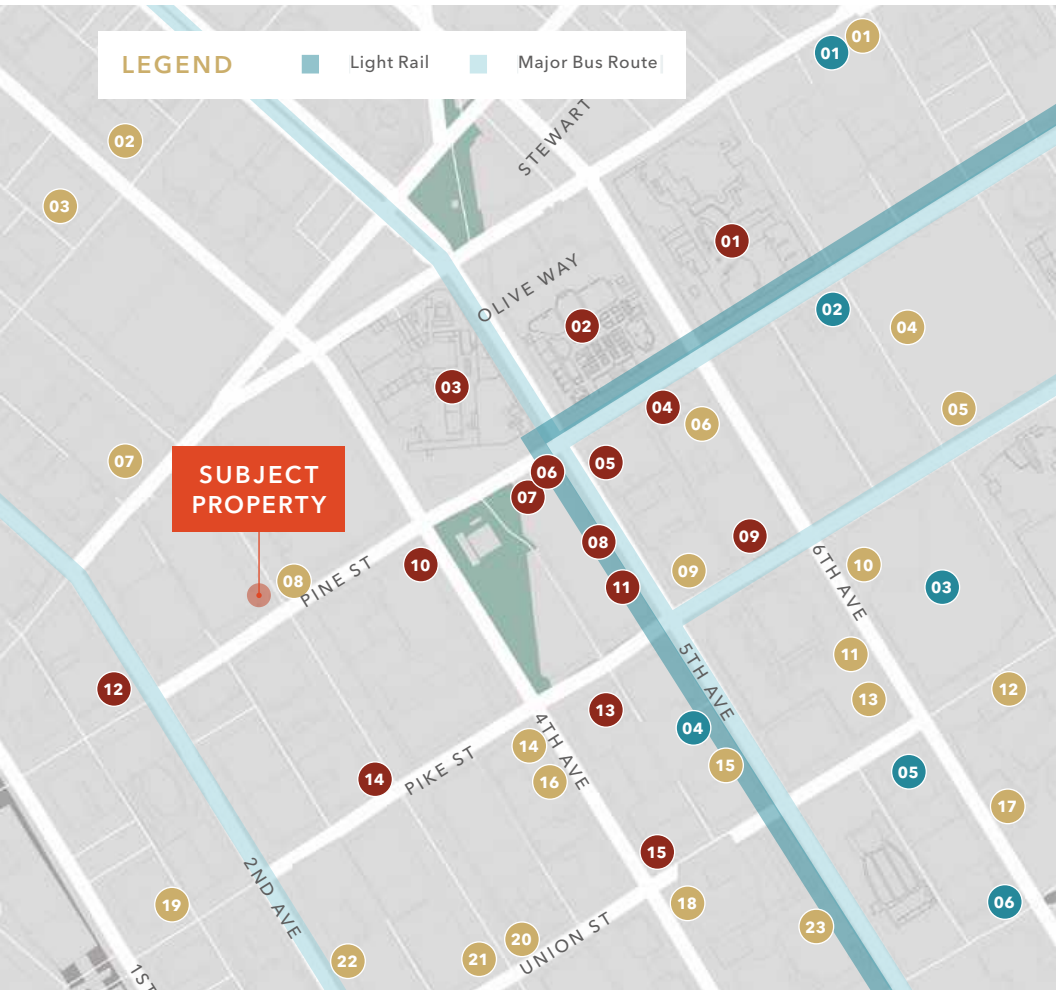 LEGEND
Light Rail
Major Bus Route
01
01
STEWART
02
03
01
OLIVE WAY
02
02
04
03
04
05
06
07
SUBJECT
PROPERTY
05
06
07
08
09
10
PINE ST
08
09
10
6TH AVE
03
11
11
5TH AVE
12
13
12
13
04
4TH AVE
14
15
16
14
PIKE ST
05
17
15
2ND AVE
19
18
06
20
23
UNION ST
21
22
1ST